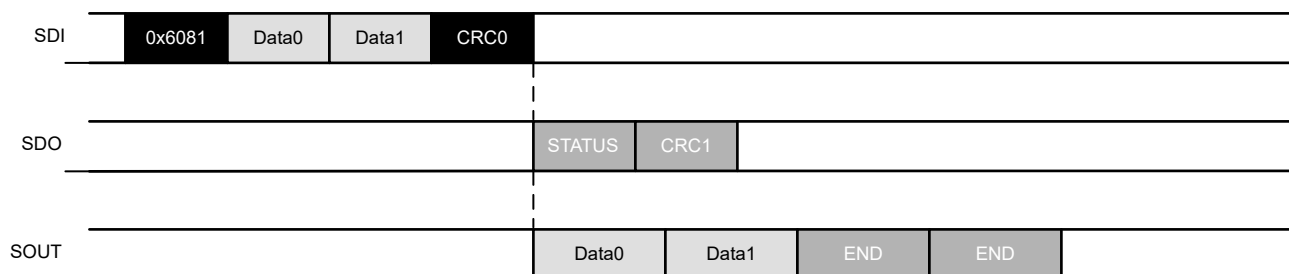 SDI 0x6081 Data0 Data1 CRC0
SDO STATUS CRC1
SOUT Data0 Data1 END END